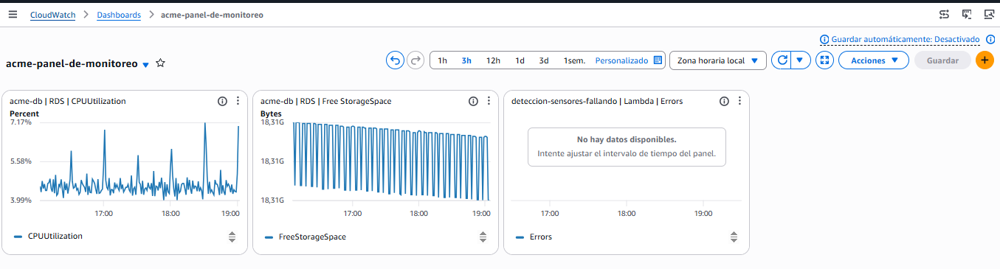 CloudWatch > Dashboards > acme-panel-de-monitoreo
Guardar automáticamente: Desactivado
acme-panel-de-monitoreo
1h 3h 12h 1d 3d 1sem. Personalizado
Zona horaria local
Acciones
Guardar
acme-db | RDS | CPUUtilization
Percent
7.17%
5.58%
3.99%
17:00 18:00 19:00
CPUUtilization
acme-db | RDS | Free StorageSpace
Bytes
18,31G
18,31G
18,31G
17:00 18:00 19:00
FreeStorageSpace
deteccion-sensores-fallando | Lambda | Errors
No hay datos disponibles.
Intente ajustar el intervalo de tiempo del panel.
17:00 18:00 19:00
Errors